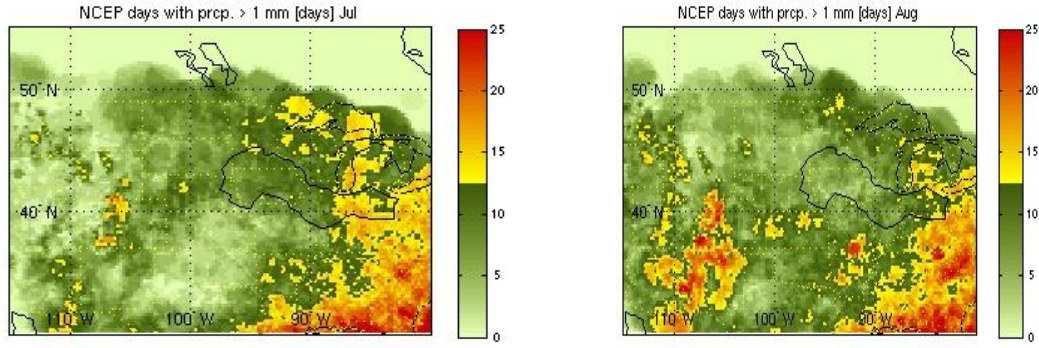 NCEP days with prcp. > 1 mm [days] Jul
50° N
40° N
110° W
100° W
90° W
25
20
15
10
5
0
NCEP days with prcp. > 1 mm [days] Aug
50° N
40° N
110° W
100° W
90° W
25
20
15
10
5
0